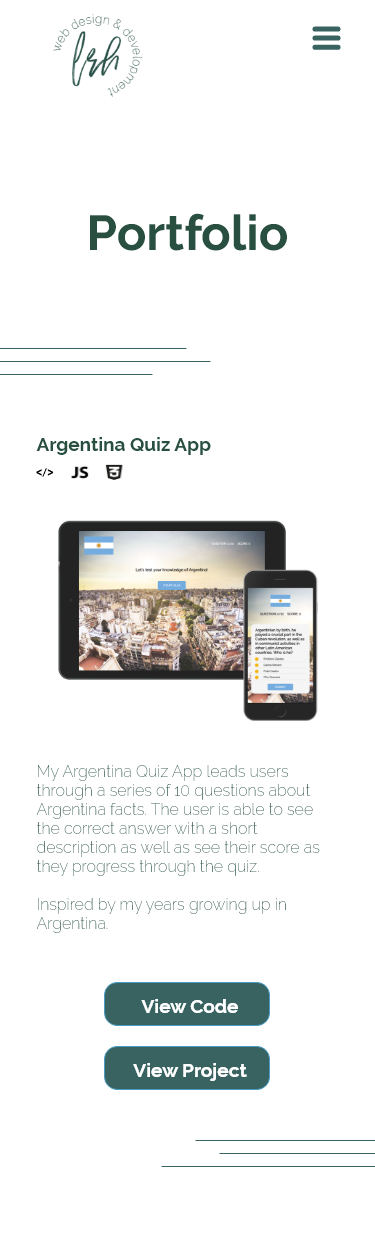 web design & development
lrh
Portfolio
Argentina Quiz App
</> JS 3
Let's test your knowledge of Argentina!
My Argentina Quiz App leads users
through a series of 10 questions about
Argentina facts. The user is able to see
the correct answer with a short
description as well as see their score as
they progress through the quiz.
Inspired by my years growing up in
Argentina.
View Code
View Project